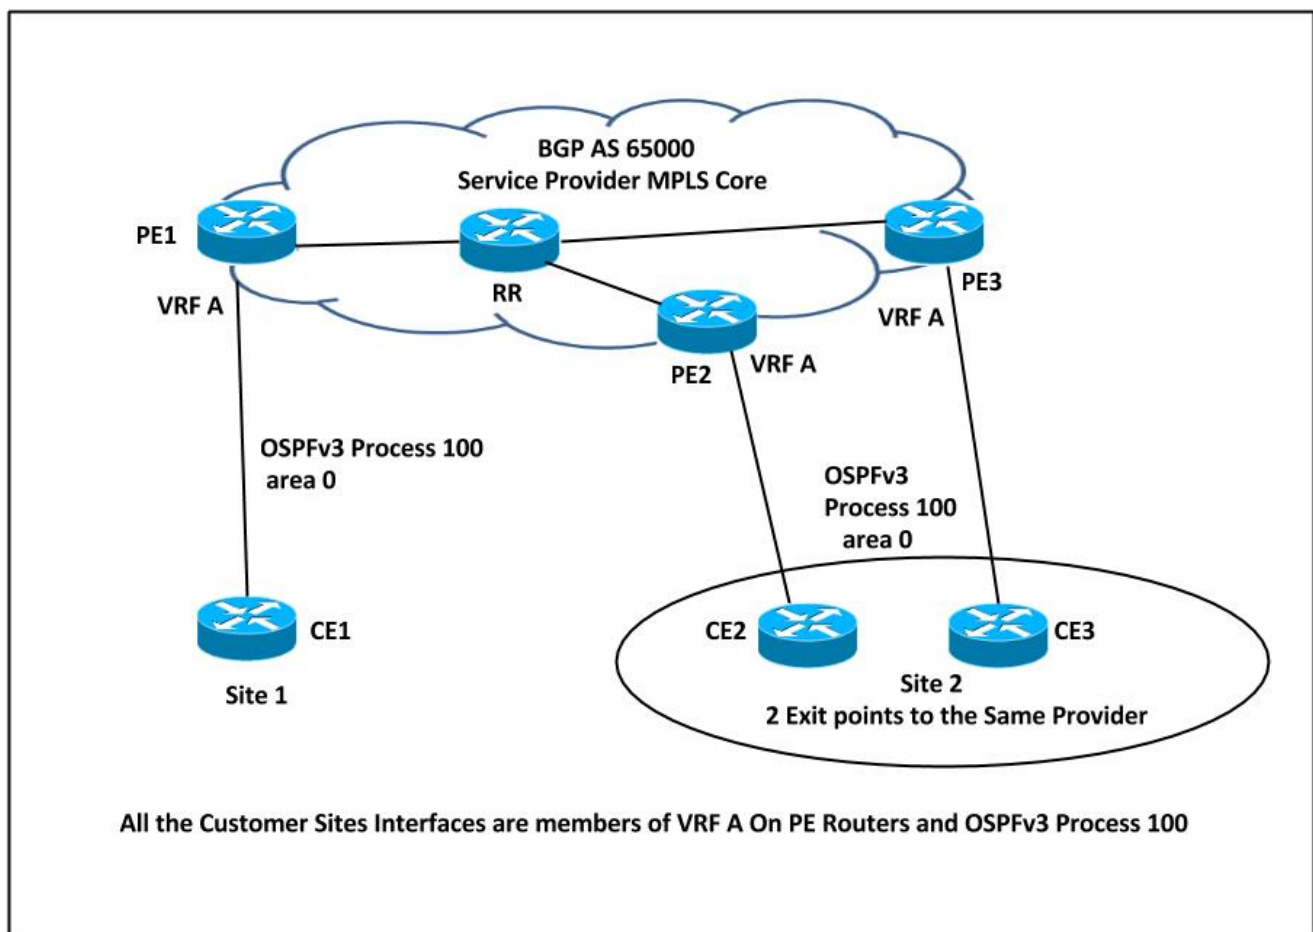 BGP AS 65000
Service Provider MPLS Core
PE1
RR
PE3
VRF A
VRF A
PE2
VRF A
OSPFv3 Process 100
area 0
OSPFv3
Process 100
area 0
CE1
CE2
CE3
Site 1
Site 2
2 Exit points to the Same Provider
All the Customer Sites Interfaces are members of VRF A On PE Routers and OSPFv3 Process 100